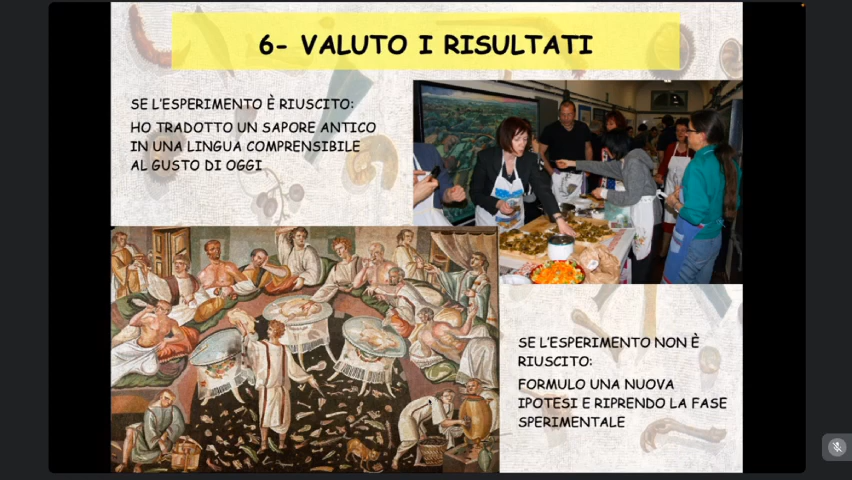 6- VALUTO I RISULTATI
SE L'ESPERIMENTO È RIUSCITO:
HO TRADOTTO UN SAPORE ANTICO
IN UNA LINGUA COMPRENSIBILE
AL GUSTO DI OGGI
SE L'ESPERIMENTO NON È
RIUSCITO:
FORMULO UNA NUOVA
IPOTESI E RIPRENDO LA FASE
SPERIMENTALE